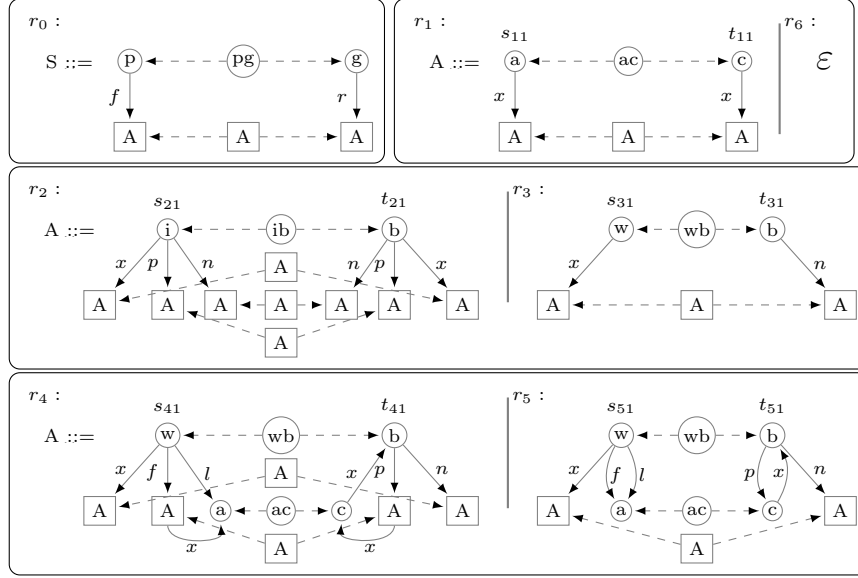 r0 :
S ::= p pg g
f r
A A A
r1 :
s11 t11
A ::= a ac c
x x
A A A
r6 :
ε
r2 :
s21 t21
A ::= i ib b
x p n A n p x
A A A A A A A
A
r3 :
s31 t31
w wb b
x n
A A A
r4 :
s41 t41
A ::= w wb b
x f l A x p n
A A a ac c A A
x A x
r5 :
s51 t51
w wb b
x f l p x n
A a ac c A
A